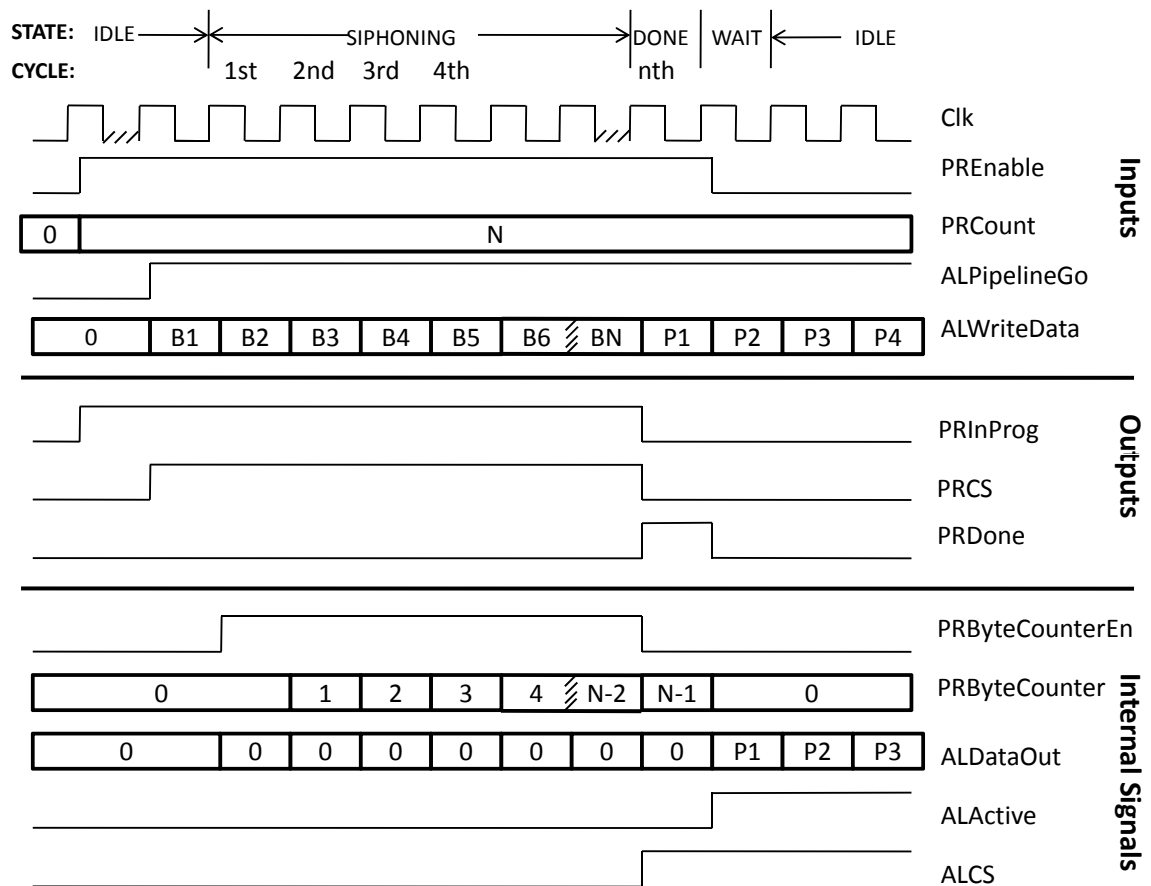 STATE: IDLE SIPHONING DONE WAIT IDLE
CYCLE: 1st 2nd 3rd 4th nth
Clk
PREnable
0 N PRCount
ALPipelineGo
0 B1 B2 B3 B4 B5 B6 BN P1 P2 P3 P4 ALWriteData
Inputs
PRInProg
PRCS
PRDone
Outputs
PRByteCounterEn
0 1 2 3 4 N-2 N-1 0 PRByteCounter
0 0 0 0 0 0 0 0 P1 P2 P3 ALDataOut
ALActive
ALCS
Internal Signals